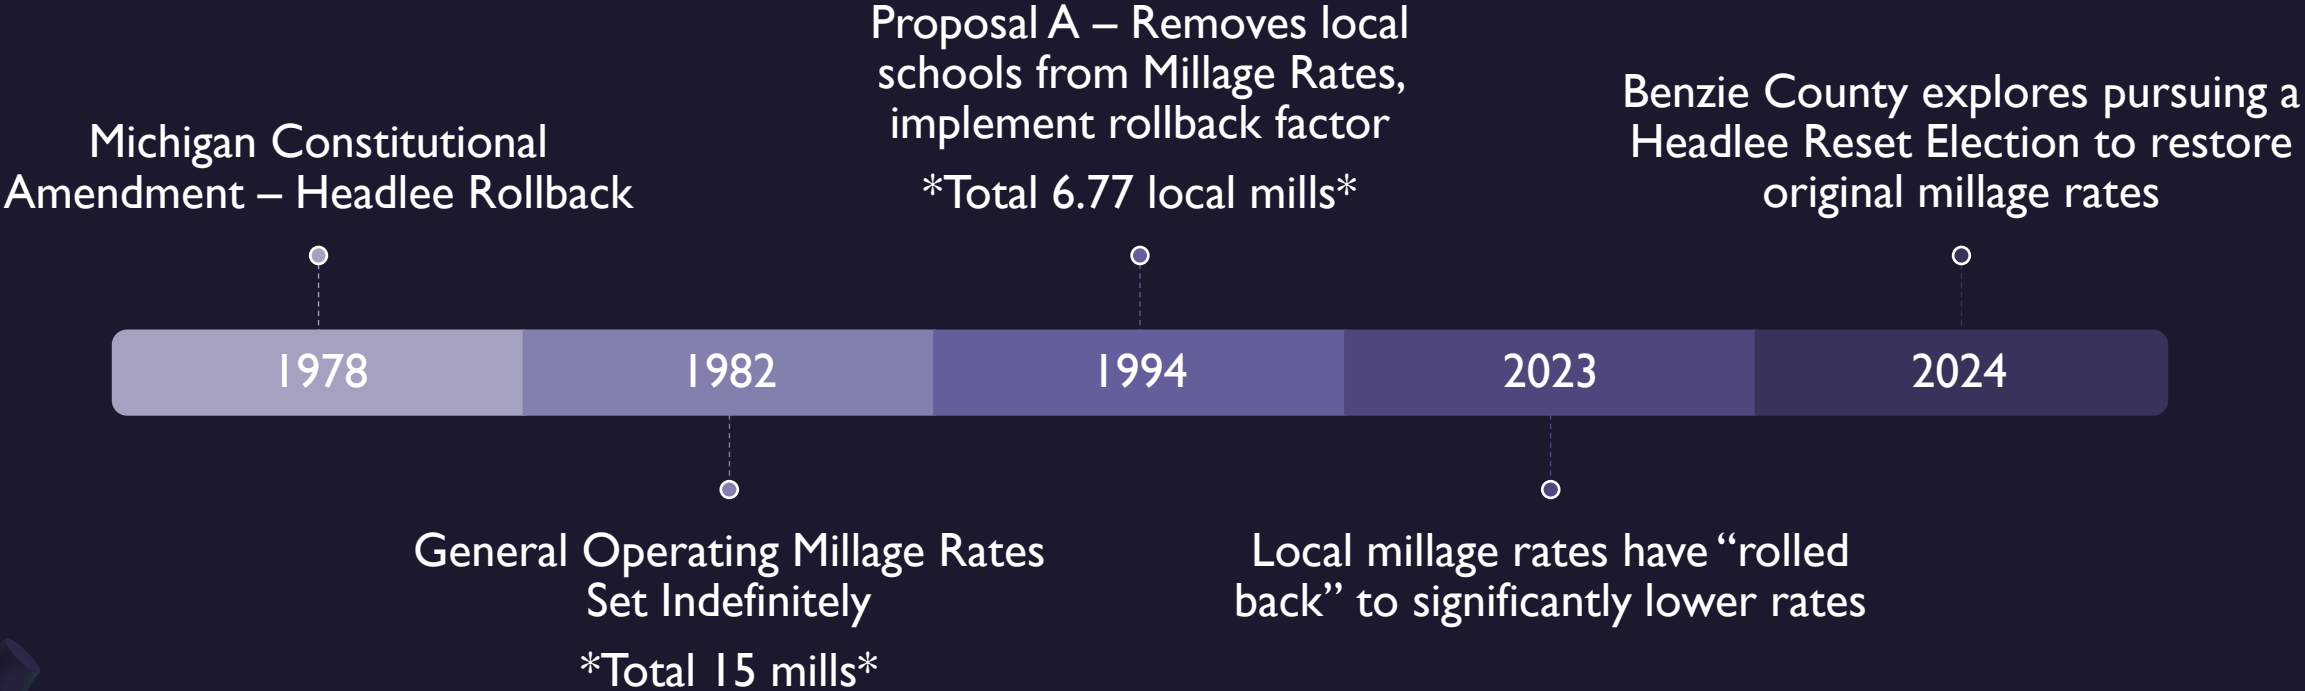 Michigan Constitutional
Amendment – Headlee Rollback
1978
1982
General Operating Millage Rates
Set Indefinitely
*Total 15 mills*
Proposal A – Removes local
schools from Millage Rates,
implement rollback factor
*Total 6.77 local mills*
1994
2023
Local millage rates have “rolled
back” to significantly lower rates
Benzie County explores pursuing a
Headlee Reset Election to restore
original millage rates
2024